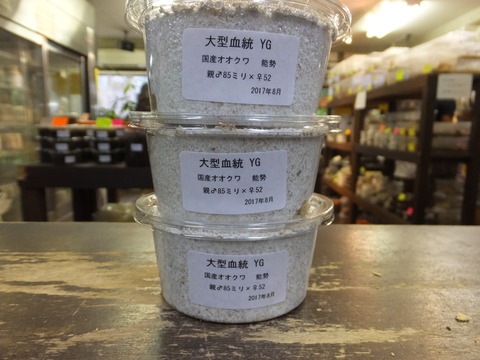 大型血統 YG
国産オオクワ 能勢
親♂85ミリ×♀52
2017年8月
大型血統 YG
国産オオクワ 能勢
親♂85ミリ×♀52
2017年8月
大型血統 YG
国産オオクワ 能勢
親♂85ミリ×♀52
2017年8月